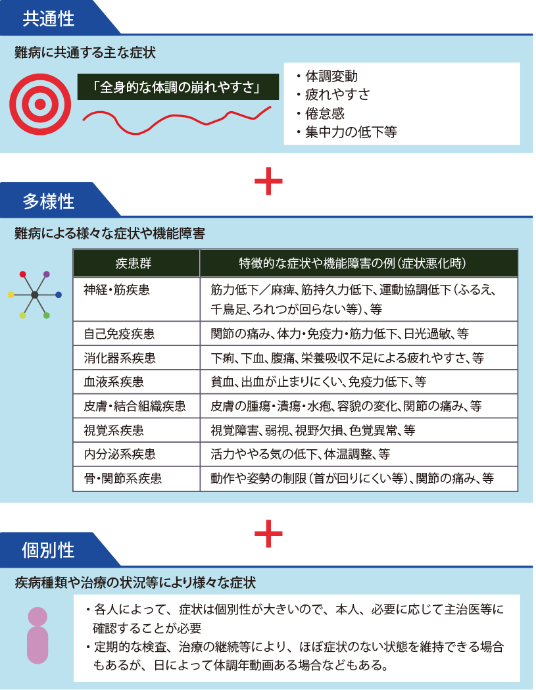 共通性
難病に共通する主な症状
「全身的な体調の崩れやすさ」
・体調変動
・疲れやすさ
・倦怠感
・集中力の低下等
+
多様性
難病による様々な症状や機能障害
疾患群 特徴的な症状や機能障害の例（症状悪化時）
神経・筋疾患 筋力低下／麻痺、筋持久力低下、運動協調低下（ふるえ、
千鳥足、ろれつが回らない等）、等
自己免疫疾患 関節の痛み、体力・免疫力・筋力低下、日光過敏、等
消化器系疾患 下痢、下血、腹痛、栄養吸収不足による疲れやすさ、等
血液系疾患 貧血、出血が止まりにくい、免疫力低下、等
皮膚・結合組織疾患 皮膚の腫瘍・潰瘍・水疱、容貌の変化、関節の痛み、等
視覚系疾患 視覚障害、弱視、視野欠損、色覚異常、等
内分泌系疾患 活力ややる気の低下、体温調整、等
骨・関節系疾患 動作や姿勢の制限（首が回りにくい等）、関節の痛み、等
+
個別性
疾病種類や治療の状況等により様々な症状
・各人によって、症状は個別性が大きいので、本人、必要に応じて主治医等に
確認することが必要
・定期的な検査、治療の継続等により、ほぼ症状のない状態を維持できる場合
もあるが、日によって体調年動画ある場合などもある。